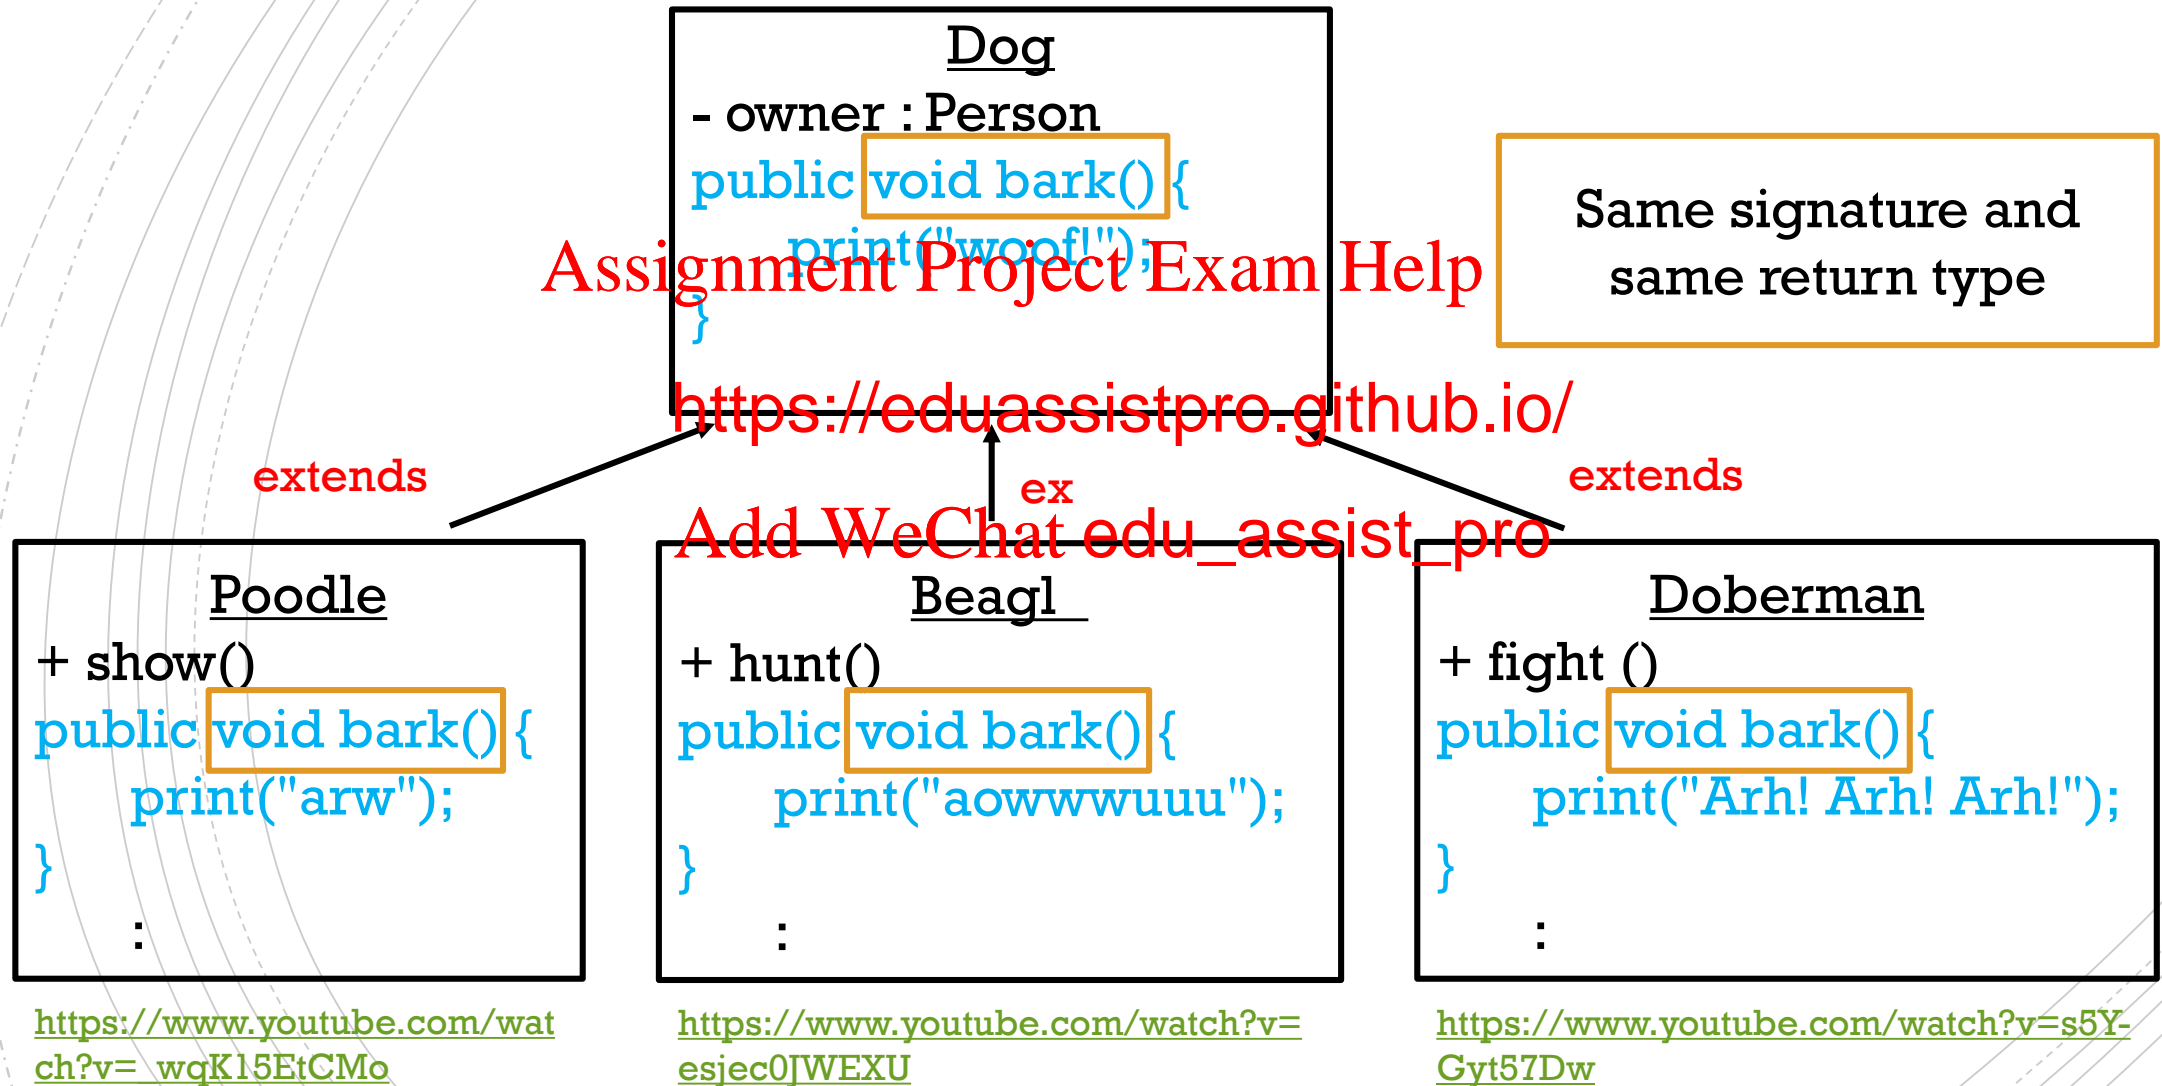 Dog
- owner : Person
public void bark() {
print("woof!");
}
Same signature and
same return type
Assignment Project Exam Help
https://eduassistpro.github.io/
extends
ex
extends
Add WeChat edu_assist_pro
Poodle
+ show()
public void bark() {
print("arw");
}
:
https://www.youtube.com/wat
ch?v=_wqK15EtCMo
Beagl
+ hunt()
public void bark() {
print("aowwwuuu");
}
:
https://www.youtube.com/watch?v=
esjec0JWEXU
Doberman
+ fight ()
public void bark() {
print("Arh! Arh! Arh!");
}
:
https://www.youtube.com/watch?v=s5Y-
Gyt57Dw